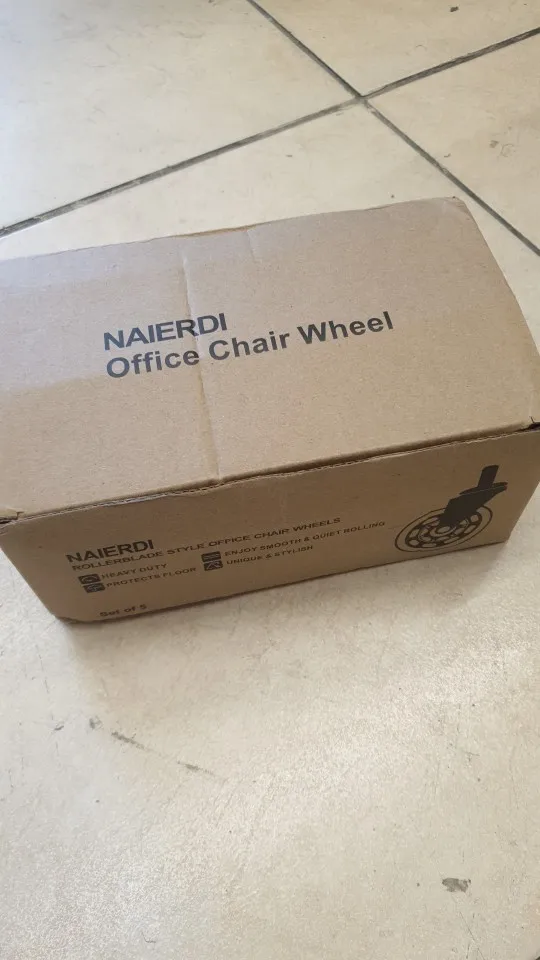 NAIERDI
Office Chair Wheel
NAIERDI
ROLLERBLADE STYLE OFFICE CHAIR WHEELS
HEAVY DUTY
ENJOY SMOOTH & QUIET ROLLING
PROTECTS FLOOR
UNIQUE & STYLISH
Set of 5